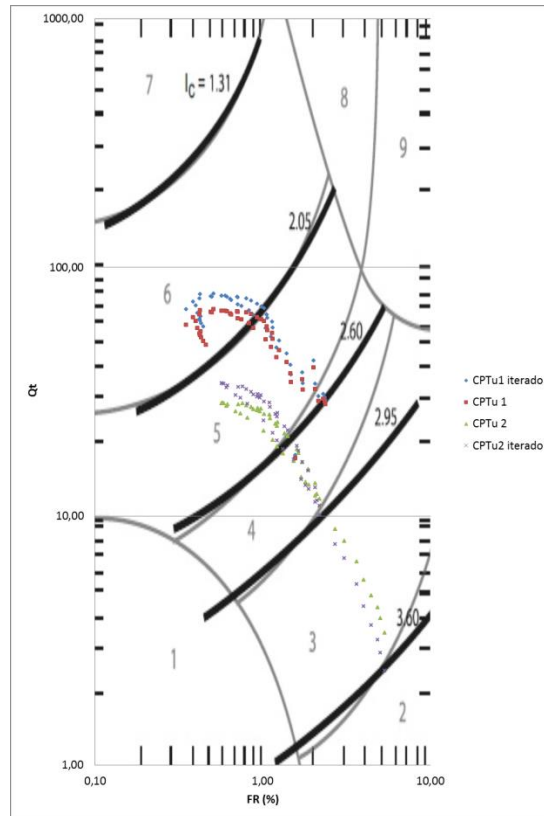 1000,00
Qt
7
I_C = 1.31
8
9
2.05
100,00
6
2.60
CPTu1 iterado
CPTu 1
CPTu 2
CPTu2 iterado
5
2.95
10,00
4
3
3.60
1
2
1,00
0,10
1,00
10,00
FR (%)